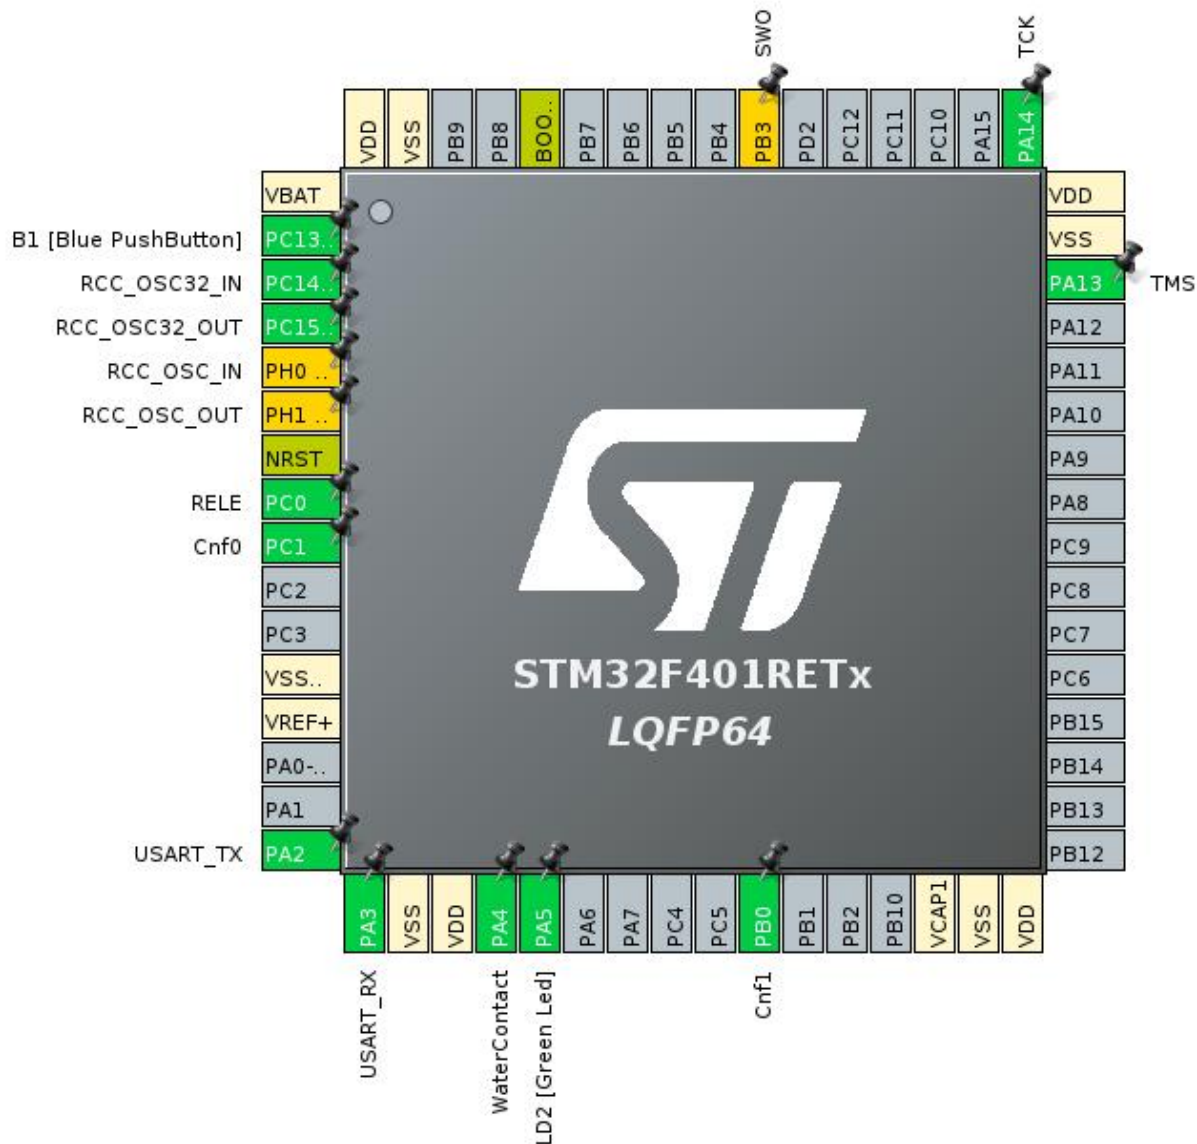 SWO
TCK
VDD
VSS
PB9
PB8
BOO..
PB7
PB6
PB5
PB4
PB3
PD2
PC12
PC11
PC10
PA15
PA14
VBAT
B1 [Blue PushButton]
PC13..
RCC_OSC32_IN
PC14..
RCC_OSC32_OUT
PC15..
RCC_OSC_IN
PH0 ..
RCC_OSC_OUT
PH1 ..
NRST
RELE
PC0
Cnf0
PC1
PC2
PC3
VSS..
VREF+
PA0-..
PA1
USART_TX
PA2
STM32F401RETx
LQFP64
VDD
VSS
PA13
TMS
PA12
PA11
PA10
PA9
PA8
PC9
PC8
PC7
PC6
PB15
PB14
PB13
PB12
PA3
VSS
VDD
PA4
PA5
PA6
PA7
PC4
PC5
PB0
PB1
PB2
PB10
VCAP1
VSS
VDD
USART_RX
WaterContact
LD2 [Green Led]
Cnf1